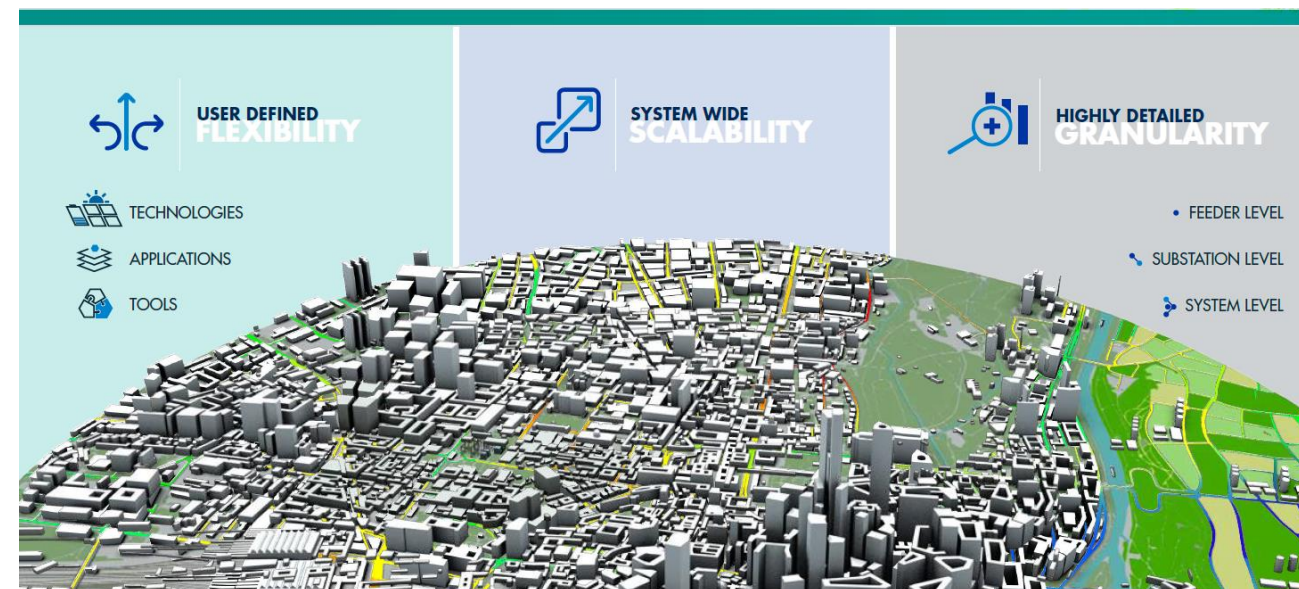 USER DEFINED
FLEXIBILITY
TECHNOLOGIES
APPLICATIONS
TOOLS
SYSTEM WIDE
SCALABILITY
HIGHLY DETAILED
GRANULARITY
FEEDER LEVEL
SUBSTATION LEVEL
SYSTEM LEVEL